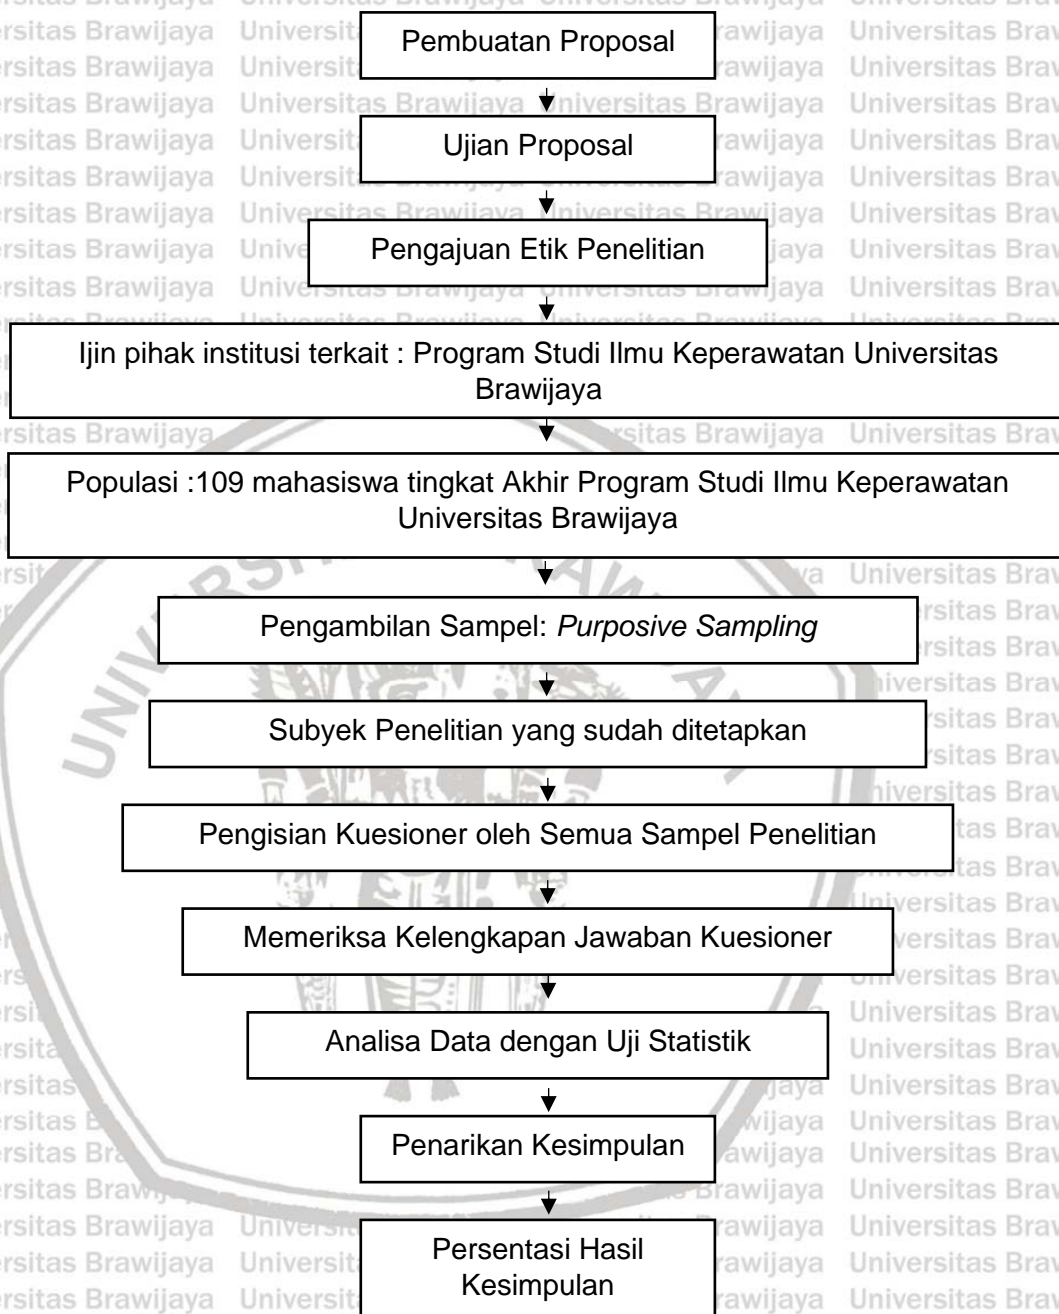 Pembuatan Proposal
Ujian Proposal
Pengajuan Etik Penelitian
Ijin pihak institusi terkait : Program Studi Ilmu Keperawatan Universitas
Brawijaya
Populasi :109 mahasiswa tingkat Akhir Program Studi Ilmu Keperawatan
Universitas Brawijaya
Pengambilan Sampel: Purposive Sampling
Subyek Penelitian yang sudah ditetapkan
Pengisian Kuesioner oleh Semua Sampel Penelitian
Memeriksa Kelengkapan Jawaban Kuesioner
Analisa Data dengan Uji Statistik
Penarikan Kesimpulan
Persentasi Hasil
Kesimpulan